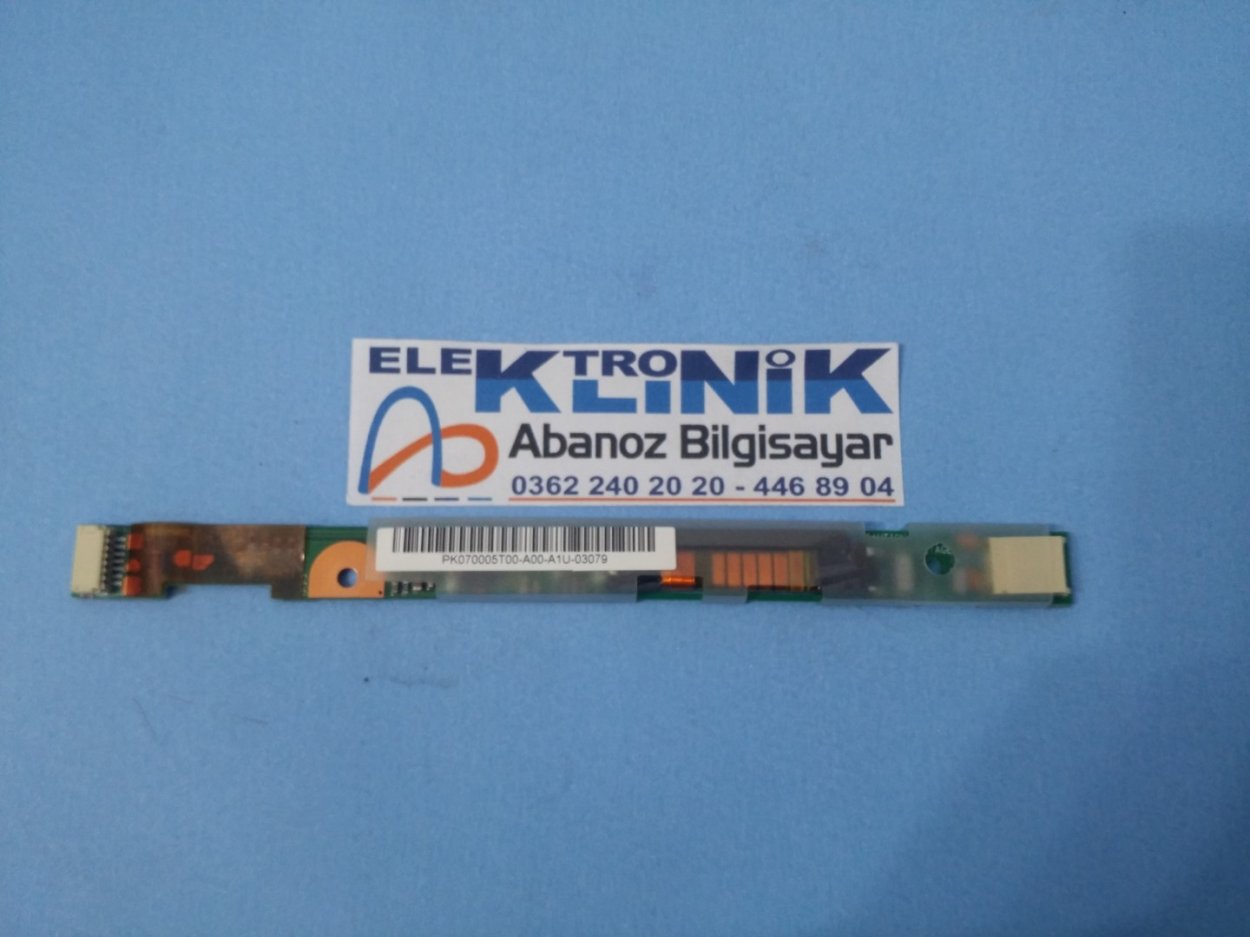 ELEKTRONİK
KLİNİK
Abanoz Bilgisayar
0362 240 20 20 - 446 89 04
PK070005T00-A00-A1U-03079